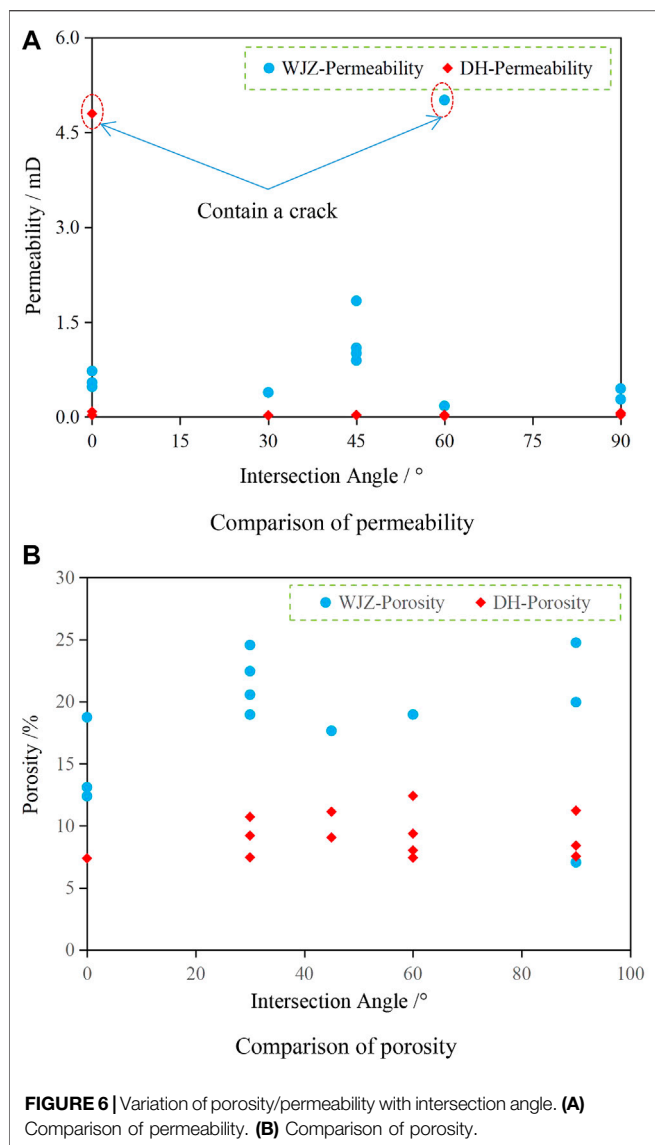 A
6.0
WJZ-Permeability DH-Permeability
4.5
Contain a crack
3.0
Permeability / mD
1.5
0.0
0 15 30 45 60 75 90
Intersection Angle / °
Comparison of permeability
B
30
WJZ-Porosity DH-Porosity
25
20
15
Porosity /%
10
5
0
0 20 40 60 80 100
Intersection Angle /°
Comparison of porosity
FIGURE 6 | Variation of porosity/permeability with intersection angle. (A)
Comparison of permeability. (B) Comparison of porosity.